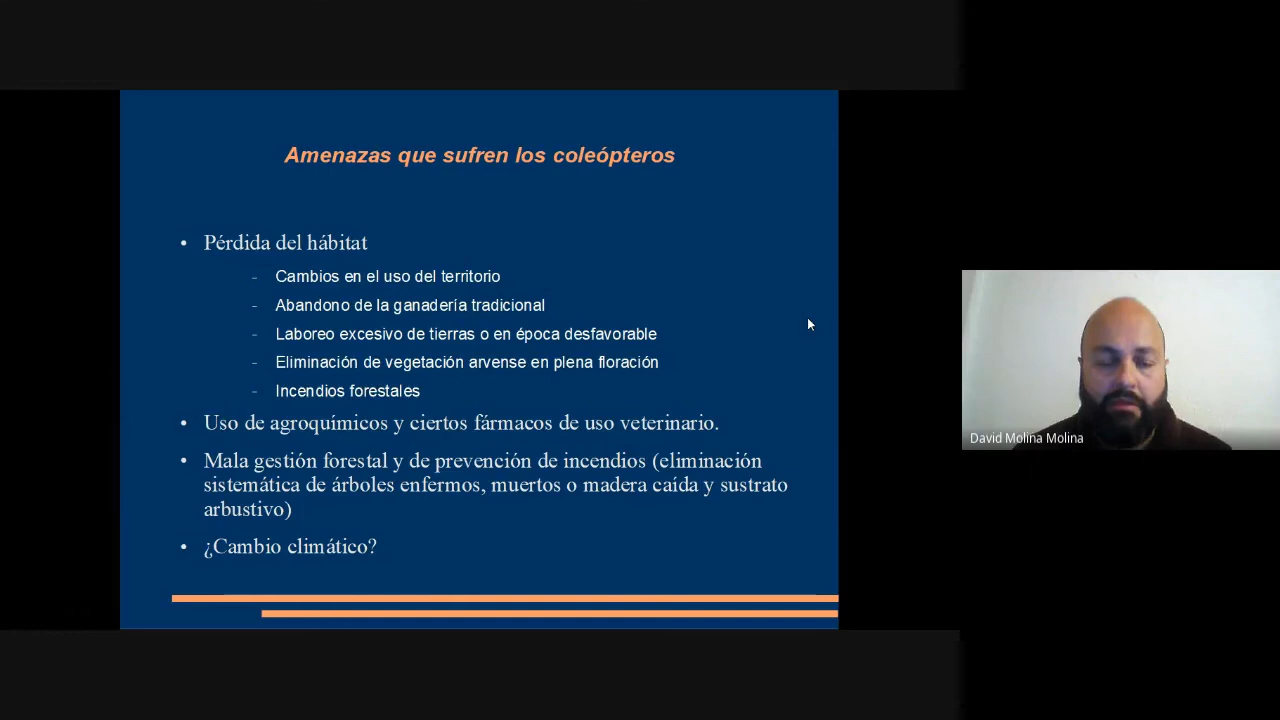 Amenazas que sufren los coleópteros
• Pérdida del hábitat
- Cambios en el uso del territorio
- Abandono de la ganadería tradicional
- Laboreo excesivo de tierras o en época desfavorable
- Eliminación de vegetación arvense en plena floración
- Incendios forestales
• Uso de agroquímicos y ciertos fármacos de uso veterinario.
• Mala gestión forestal y de prevención de incendios (eliminación
sistemática de árboles enfermos, muertos o madera caída y sustrato
arbustivo)
• ¿Cambio climático?
David Molina Molina